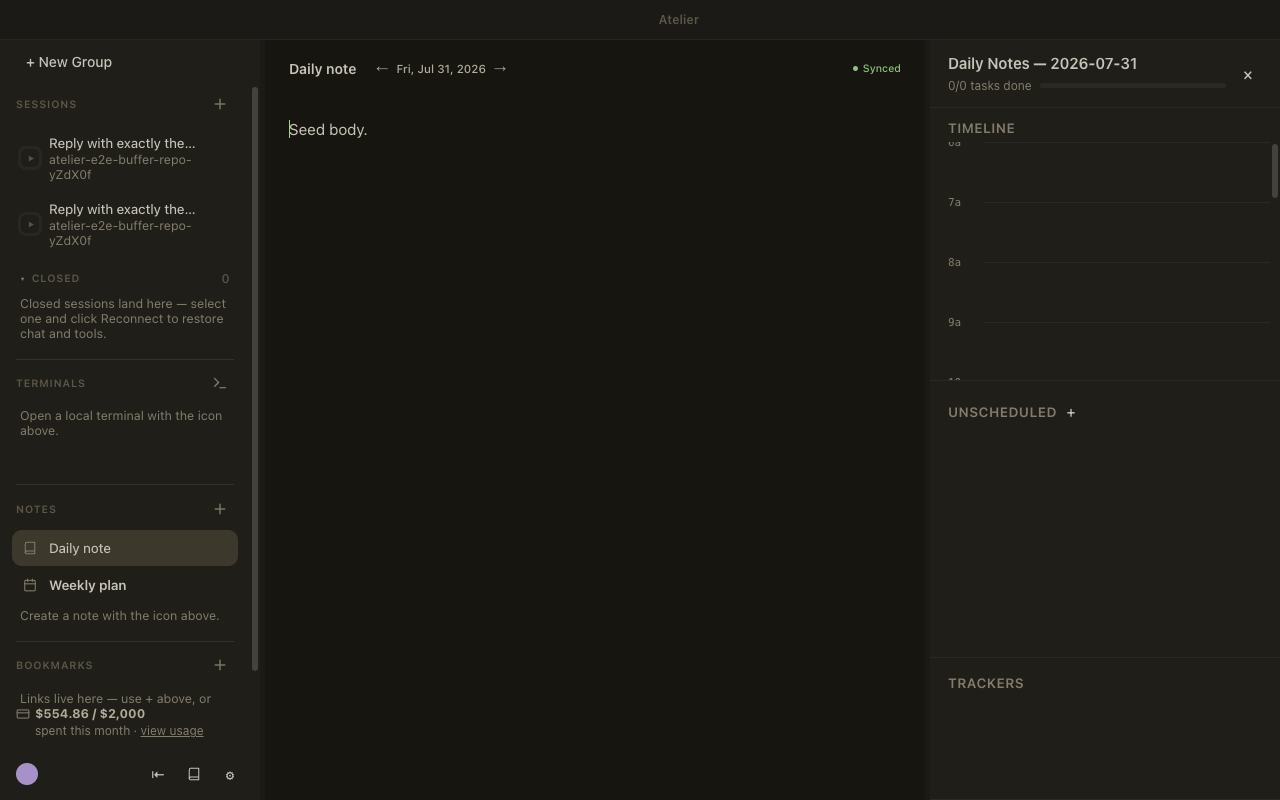 Atelier
+ New Group
SESSIONS
Reply with exactly the...
atelier-e2e-buffer-repo-
yZdX0f
Reply with exactly the...
atelier-e2e-buffer-repo-
yZdX0f
CLOSED 0
Closed sessions land here — select
one and click Reconnect to restore
chat and tools.
TERMINALS
Open a local terminal with the icon
above.
NOTES
Daily note
Weekly plan
Create a note with the icon above.
BOOKMARKS
Links live here — use + above, or
$554.86 / $2,000
spent this month · view usage
Daily note ← Fri, Jul 31, 2026 → Synced
Seed body.
Daily Notes — 2026-07-31
0/0 tasks done
TIMELINE
6a
7a
8a
9a
UNSCHEDULED +
TRACKERS